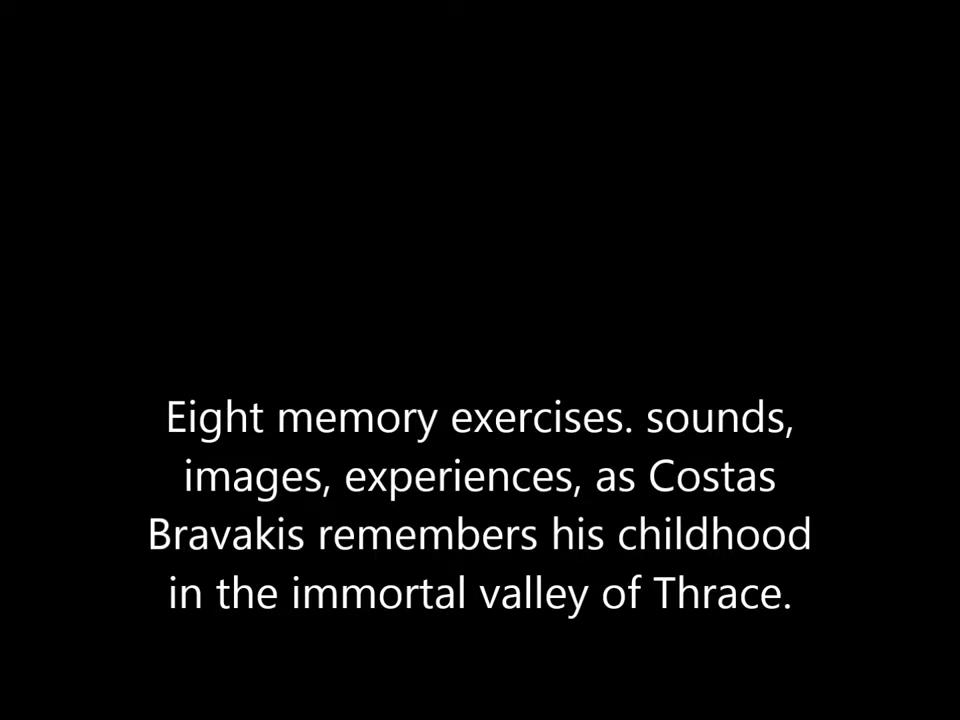 Eight memory exercises. sounds,
images, experiences, as Costas
Bravakis remembers his childhood
in the immortal valley of Thrace.